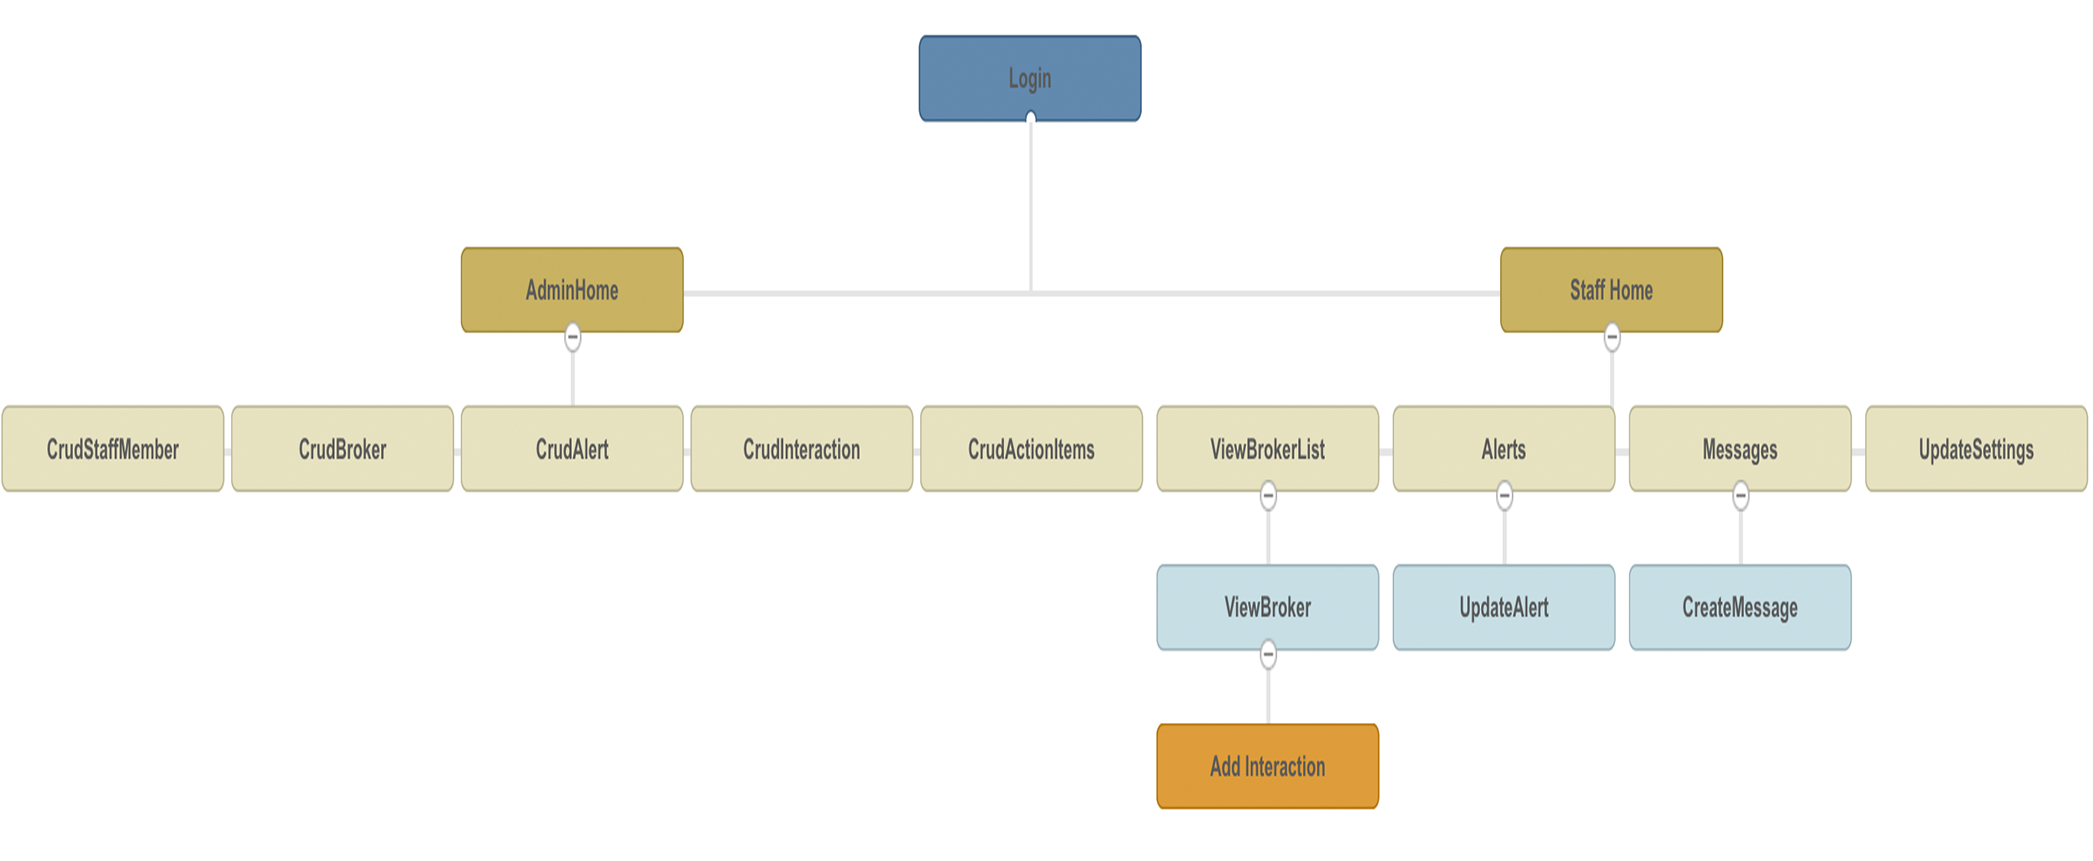 Login
AdminHome
Staff Home
CrudStaffMember
CrudBroker
CrudAlert
CrudInteraction
CrudActionItems
ViewBrokerList
Alerts
Messages
UpdateSettings
ViewBroker
UpdateAlert
CreateMessage
Add Interaction